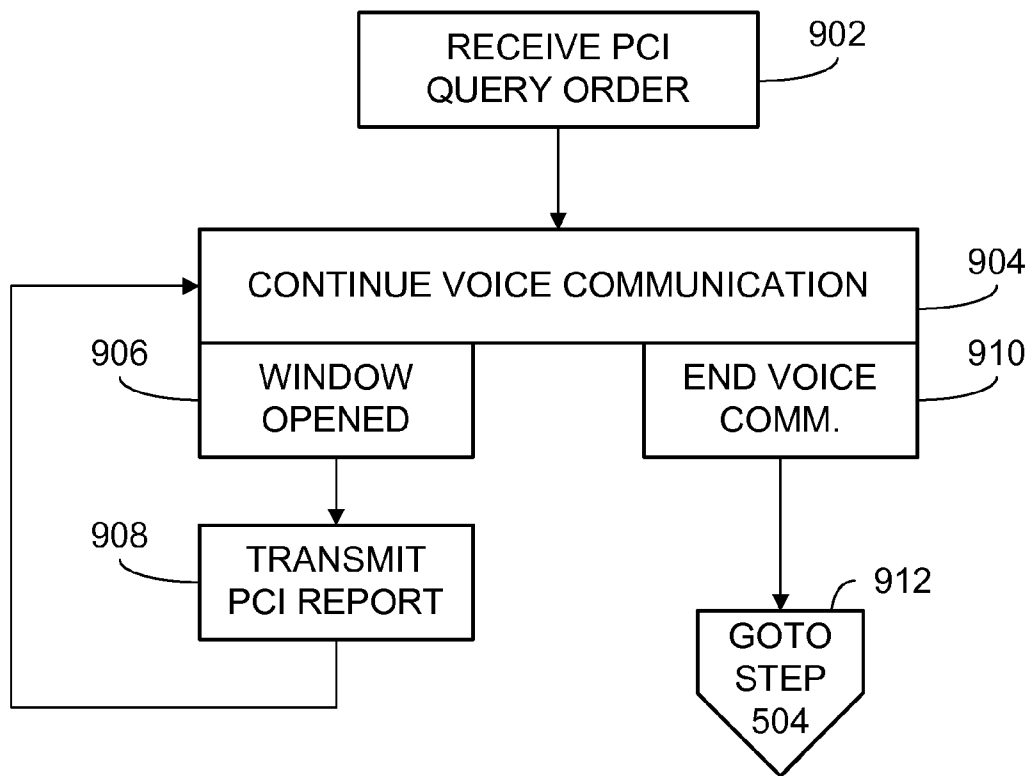 RECEIVE PCI
QUERY ORDER
902
CONTINUE VOICE COMMUNICATION
904
906
WINDOW
OPENED
END VOICE
COMM.
910
908
TRANSMIT
PCI REPORT
912
GOTO
STEP
504